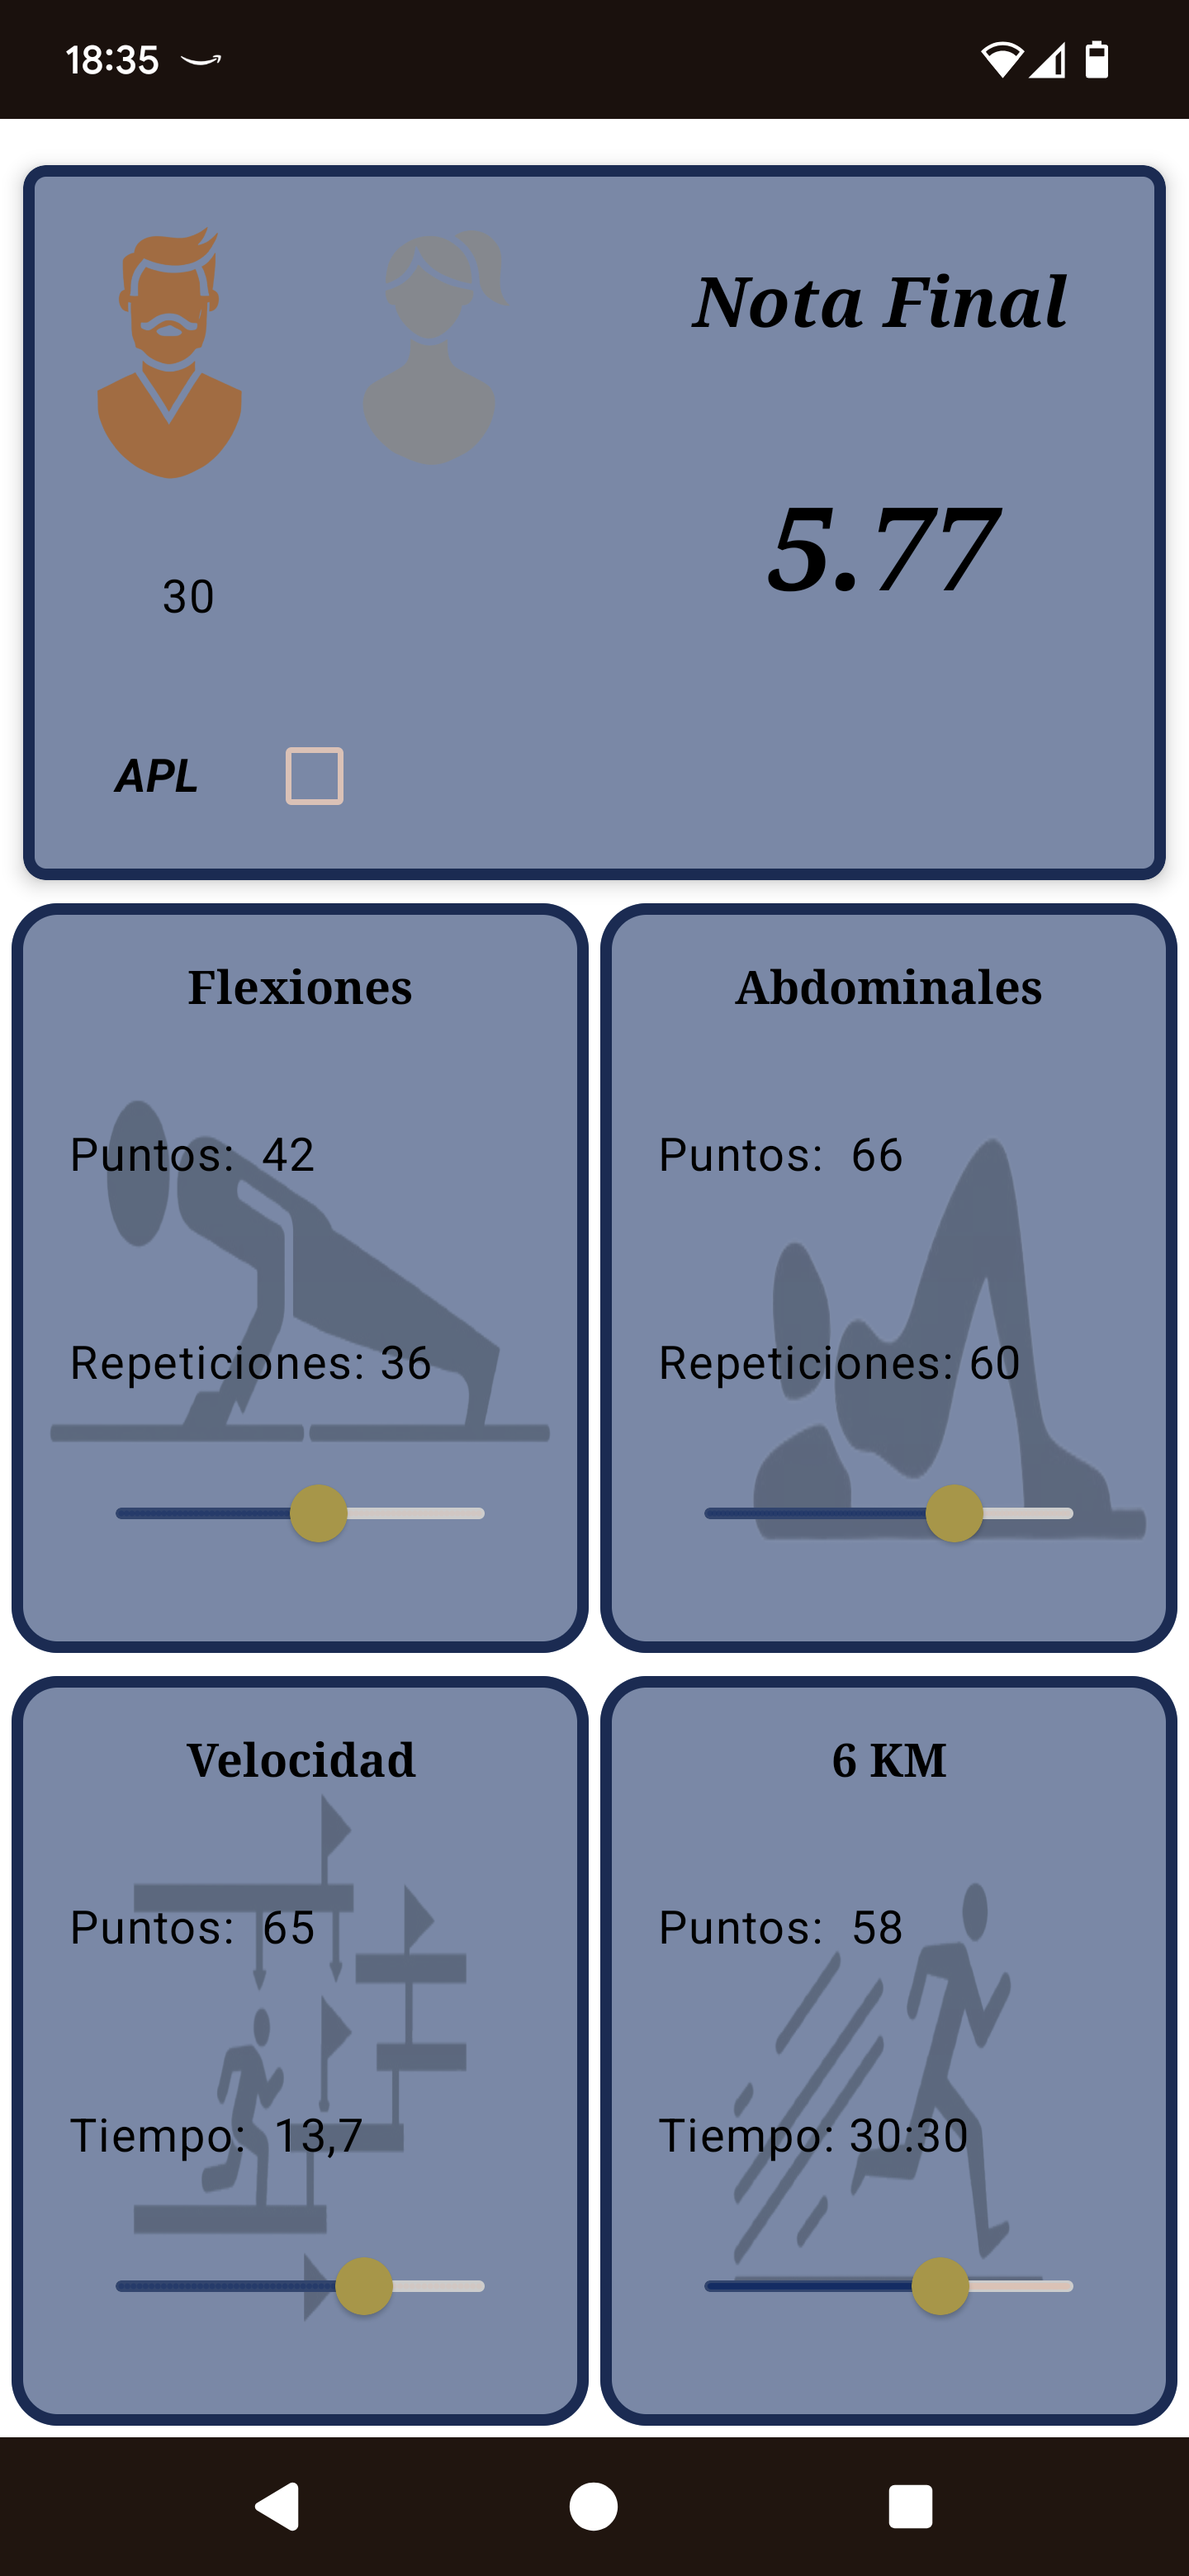 18:35
Nota Final
5.77
30
APL
Flexiones
Puntos: 42
Repeticiones: 36
Abdominales
Puntos: 66
Repeticiones: 60
Velocidad
Puntos: 65
Tiempo: 13,7
6 KM
Puntos: 58
Tiempo: 30:30